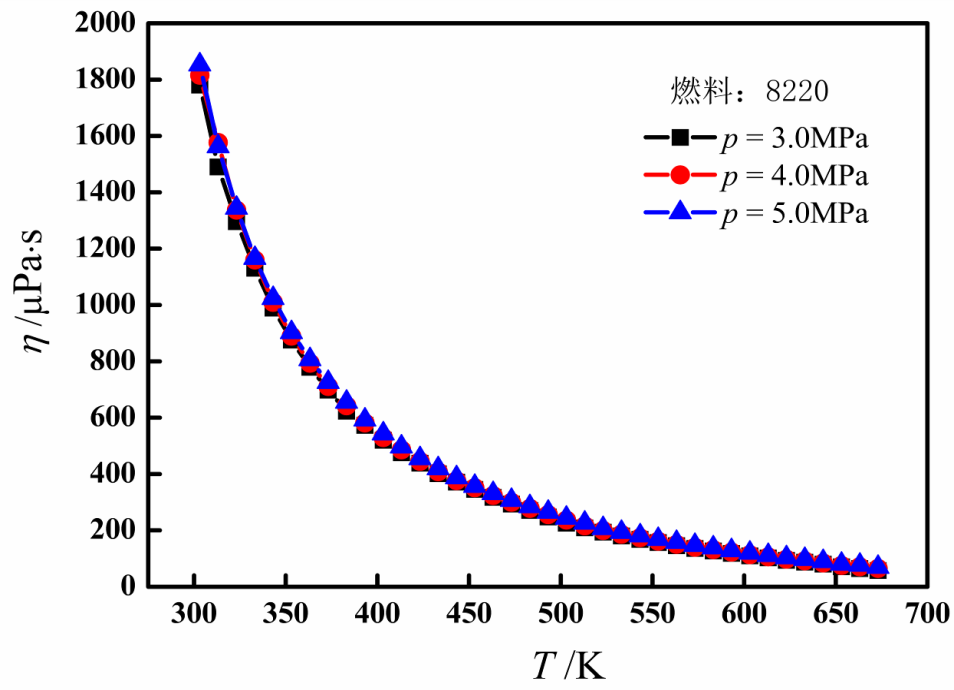 2000
1800
1600
1400
1200
1000
800
600
400
200
0
η /μPa·s
燃料：8220
p = 3.0MPa
p = 4.0MPa
p = 5.0MPa
300 350 400 450 500 550 600 650 700
T /K